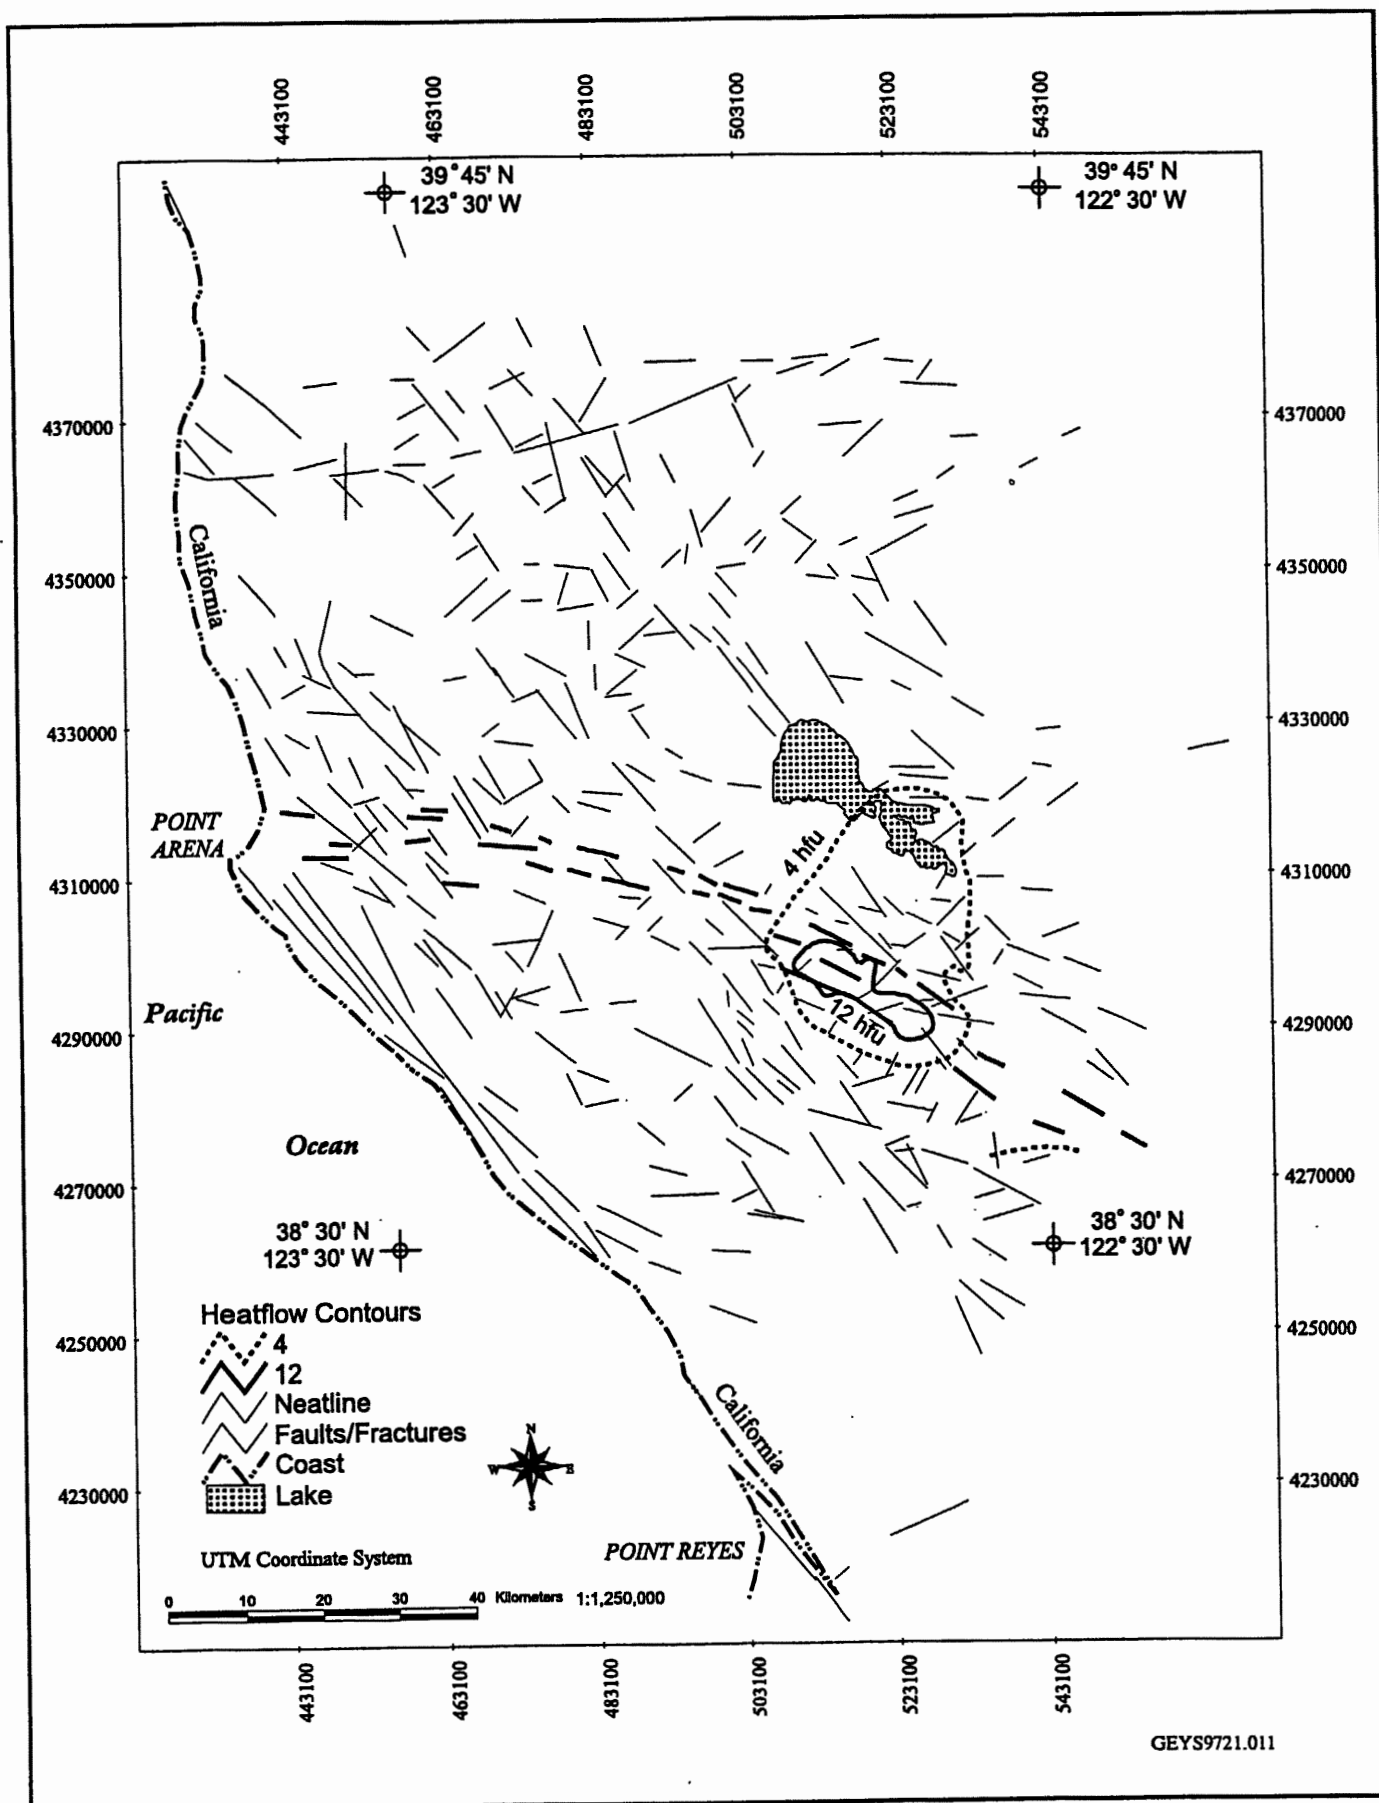 443100
463100
483100
503100
523100
543100
39° 45' N
123° 30' W
39° 45' N
122° 30' W
4370000
4370000
California
4350000
4350000
4330000
4330000
POINT
ARENA
4 hfu
4310000
4310000
Pacific
12 hfu
4290000
4290000
Ocean
4270000
4270000
38° 30' N
123° 30' W
38° 30' N
122° 30' W
Heatflow Contours
4
12
Neatline
Faults/Fractures
Coast
Lake
4250000
4250000
California
N
W
E
S
4230000
4230000
UTM Coordinate System
POINT REYES
0 10 20 30 40 Kilometers 1:1,250,000
443100
463100
483100
503100
523100
543100
GEYS9721.011